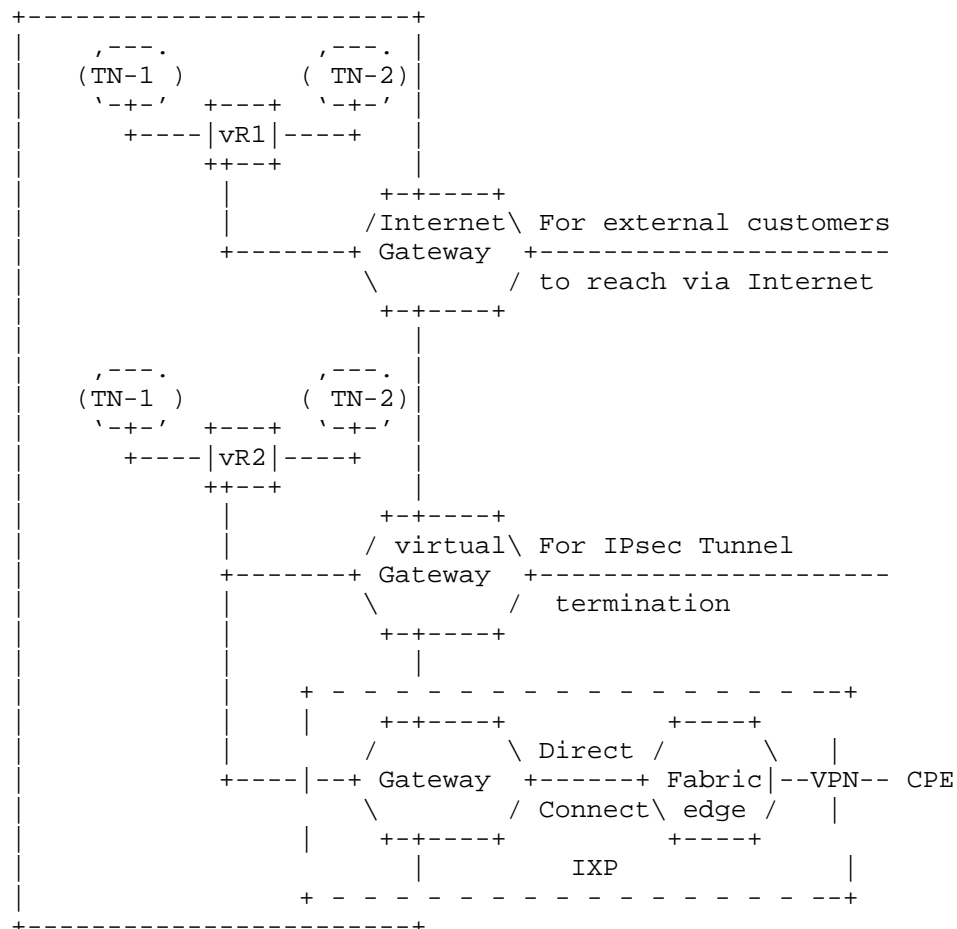 TN-1 TN-2
vR1
Internet For external customers
Gateway
to reach via Internet
TN-1 TN-2
vR2
virtual For IPsec Tunnel
Gateway
termination
Direct
Gateway Fabric VPN CPE
Connect edge
IXP